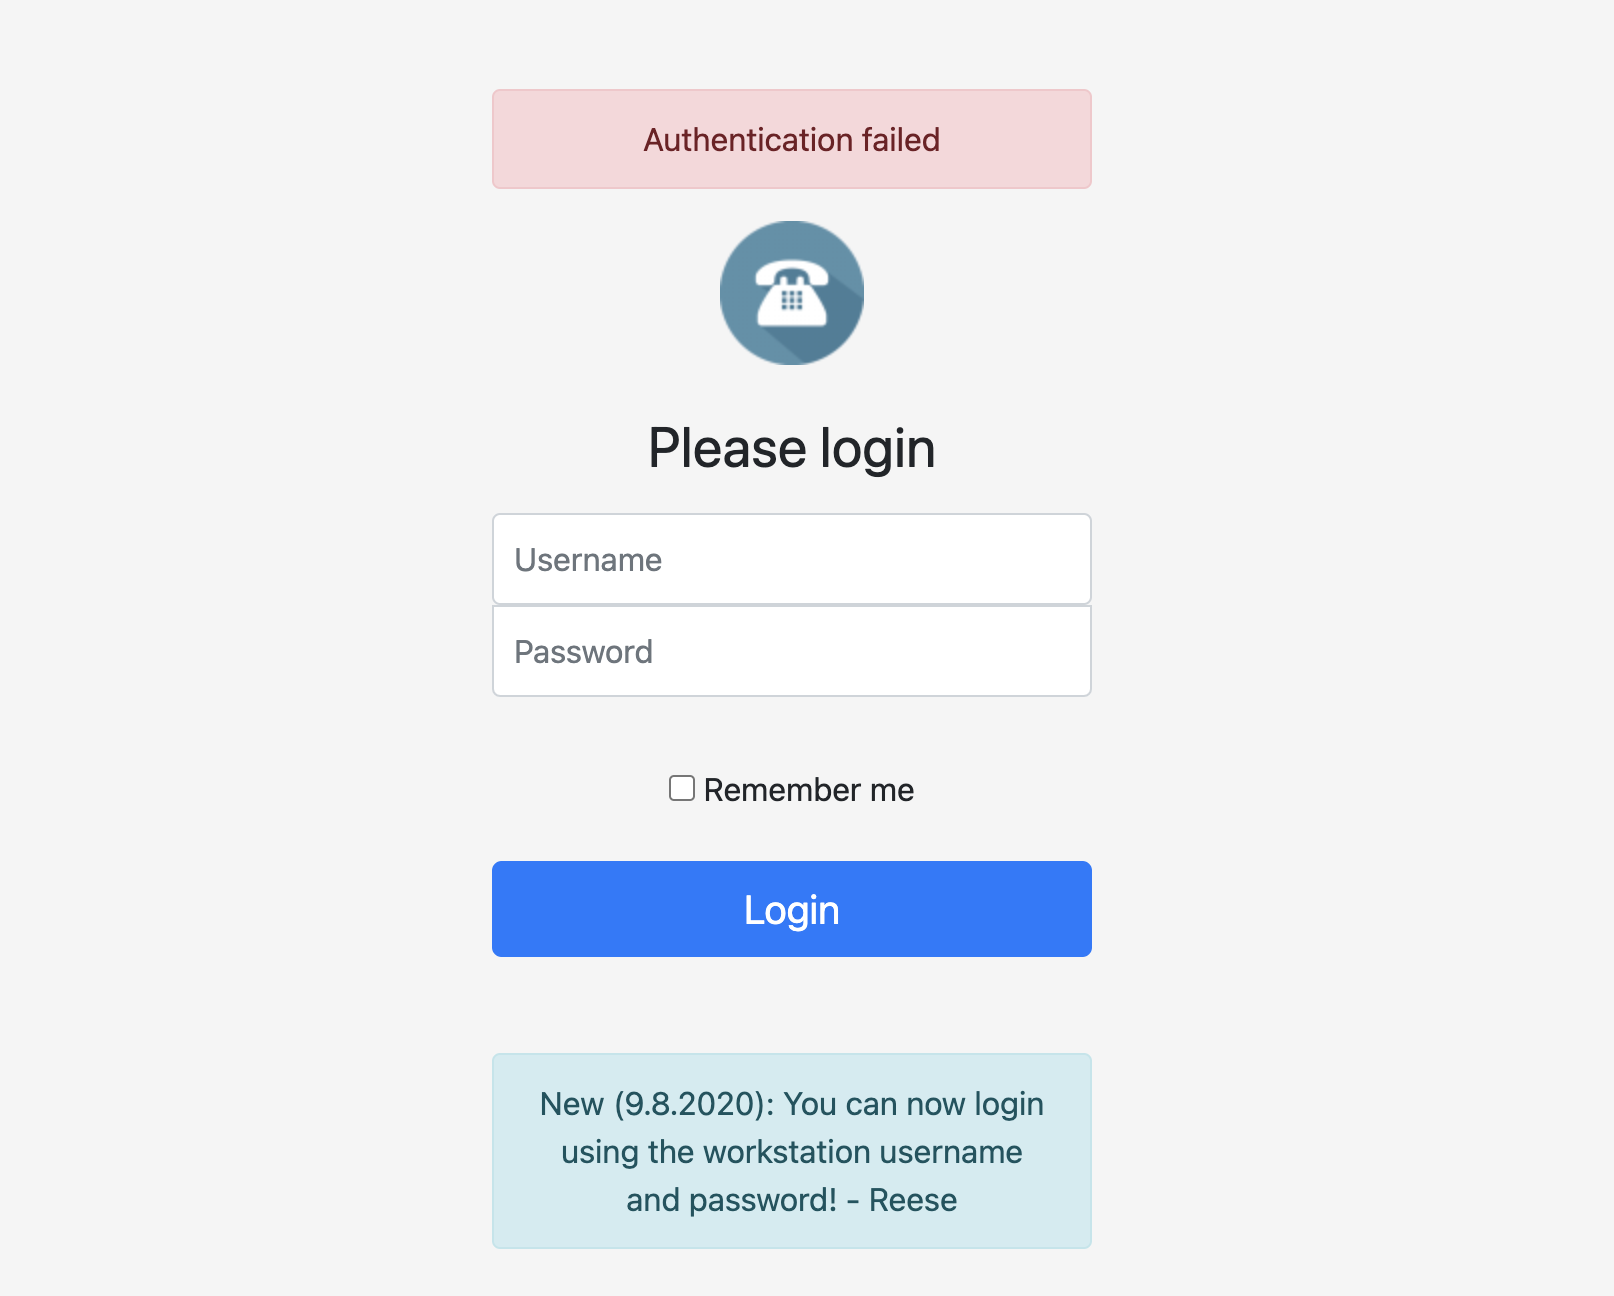 Authentication failed
Please login
Username
Password
Remember me
Login
New (9.8.2020): You can now login
using the workstation username
and password! - Reese